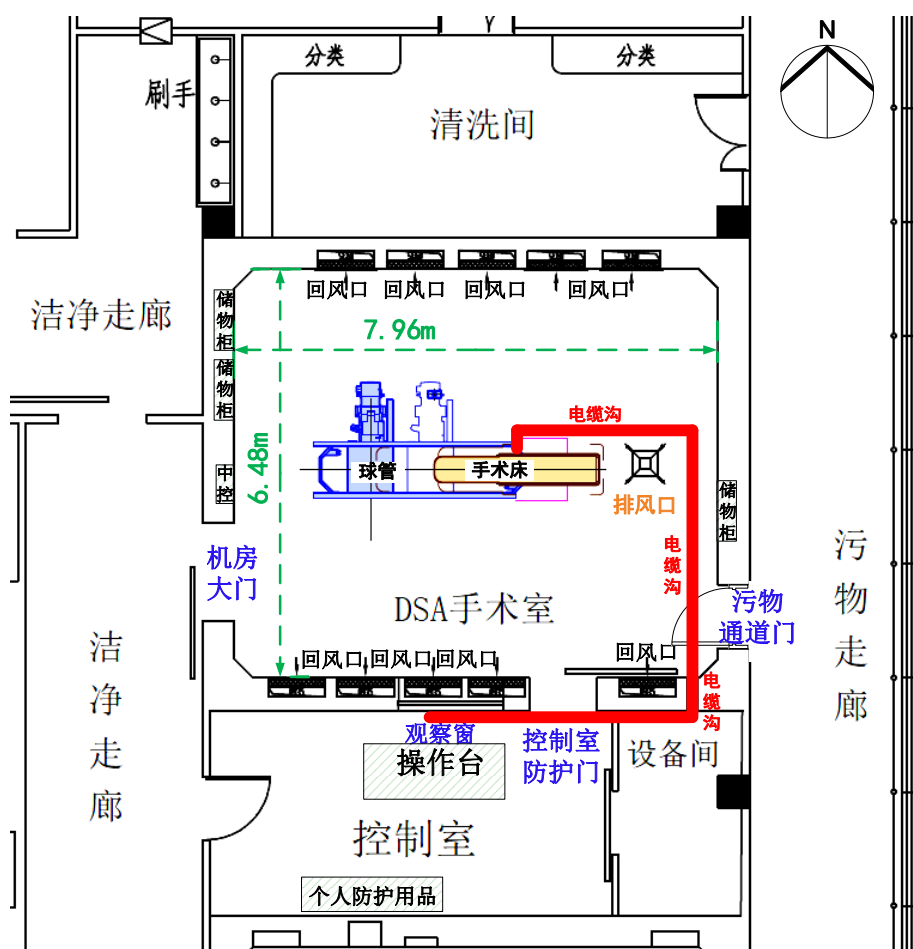 N
分类
分类
刷手
清洗间
洁净走廊
回风口
回风口
回风口
回风口
储物柜
7.96m
储物柜
6.48m
电缆沟
球管
手术床
中控
排风口
储物柜
电缆沟
污物走廊
机房
大门
DSA手术室
污物
通道门
洁净走廊
回风口
回风口
回风口
回风口
电缆沟
观察窗
控制室
防护门
设备间
操作台
控制室
个人防护用品